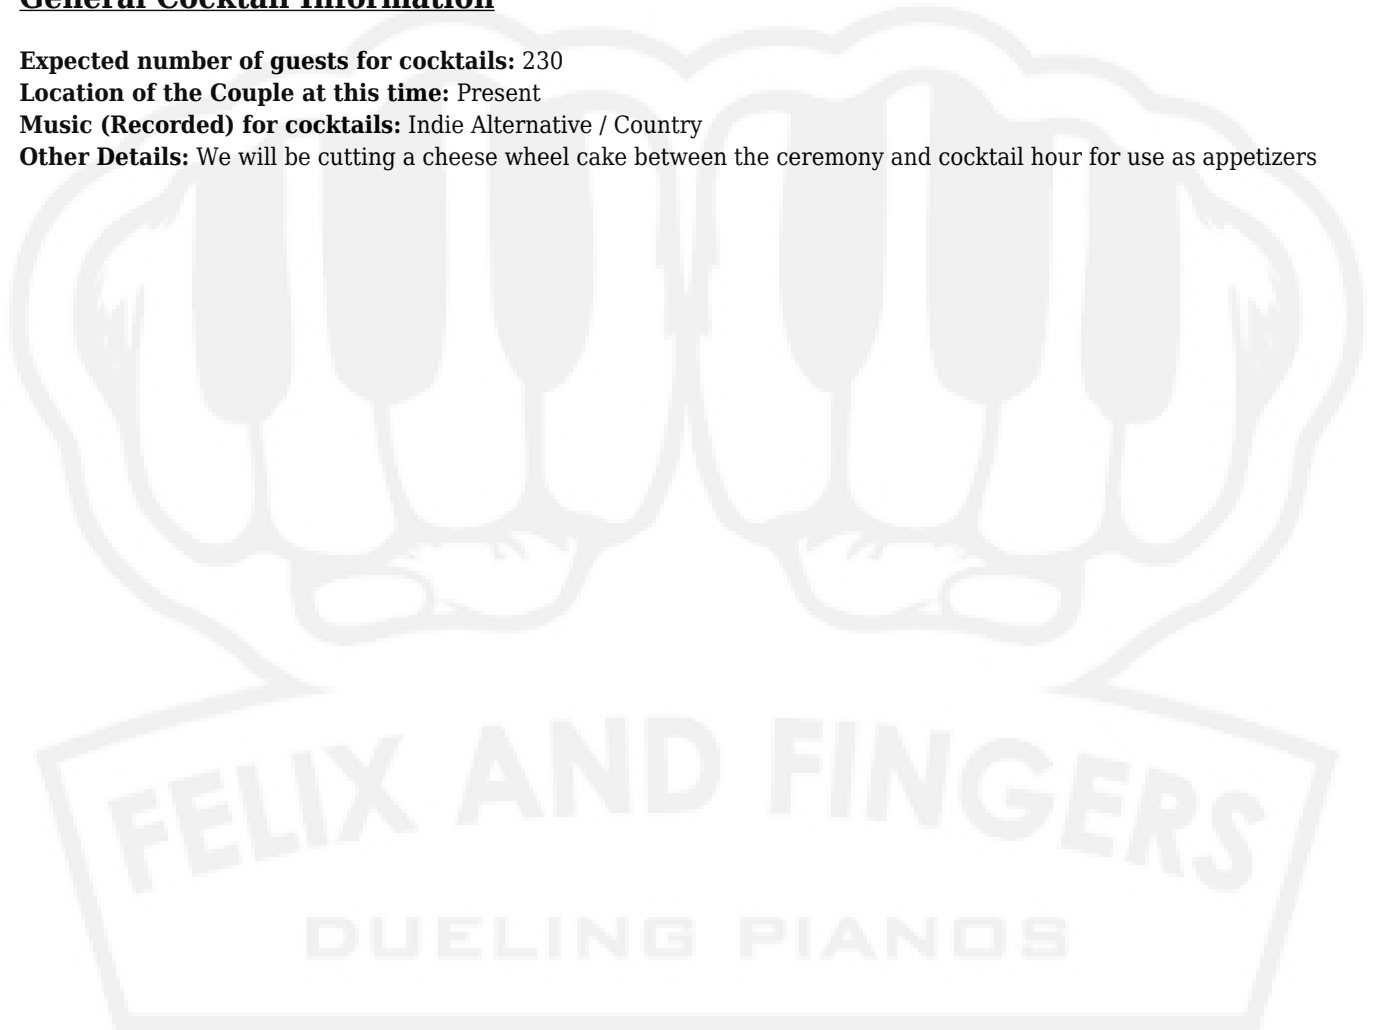 General Cocktail Information
Expected number of guests for cocktails: 230
Location of the Couple at this time: Present
Music (Recorded) for cocktails: Indie Alternative / Country
Other Details: We will be cutting a cheese wheel cake between the ceremony and cocktail hour for use as appetizers
FELIX AND FINGERS
DUELING PIANOS